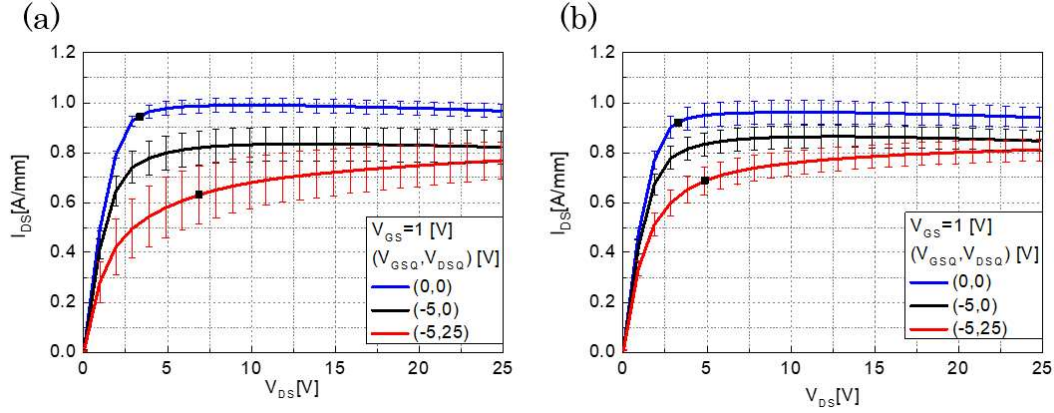 (a)
1.2
1.0
0.8
0.6
0.4
0.2
0.0
I_DS[A/mm]
0 5 10 15 20 25
V_DS[V]
V_GS=1 [V]
(V_GSQ,V_DSQ) [V]
(0,0)
(-5,0)
(-5,25)
(b)
1.2
1.0
0.8
0.6
0.4
0.2
0.0
I_DS[A/mm]
0 5 10 15 20 25
V_DS[V]
V_GS=1 [V]
(V_GSQ,V_DSQ) [V]
(0,0)
(-5,0)
(-5,25)